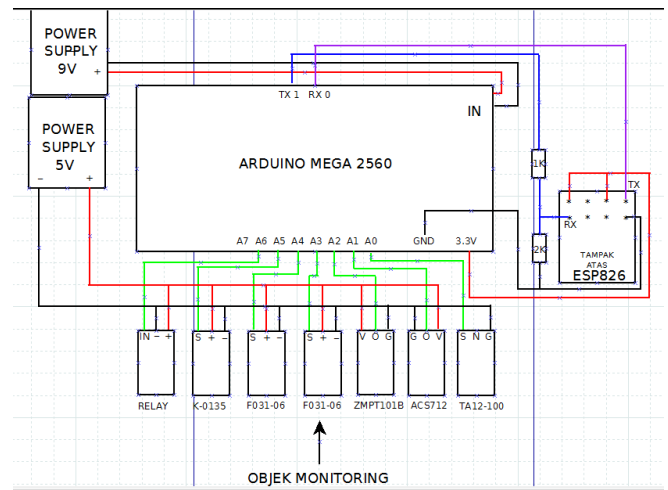 POWER
SUPPLY
9V
+
POWER
SUPPLY
5V
− +
TX 1 RX 0
IN
ARDUINO MEGA 2560
A7 A6 A5 A4 A3 A2 A1 A0 GND 3.3V
1K
2K
TX
RX
TAMPAK
ATAS
ESP826
IN − +
S + −
S + −
S + −
V O G
G O V
S N G
RELAY K-0135 F031-06 F031-06 ZMPT101B ACS712 TA12-100
OBJEK MONITORING